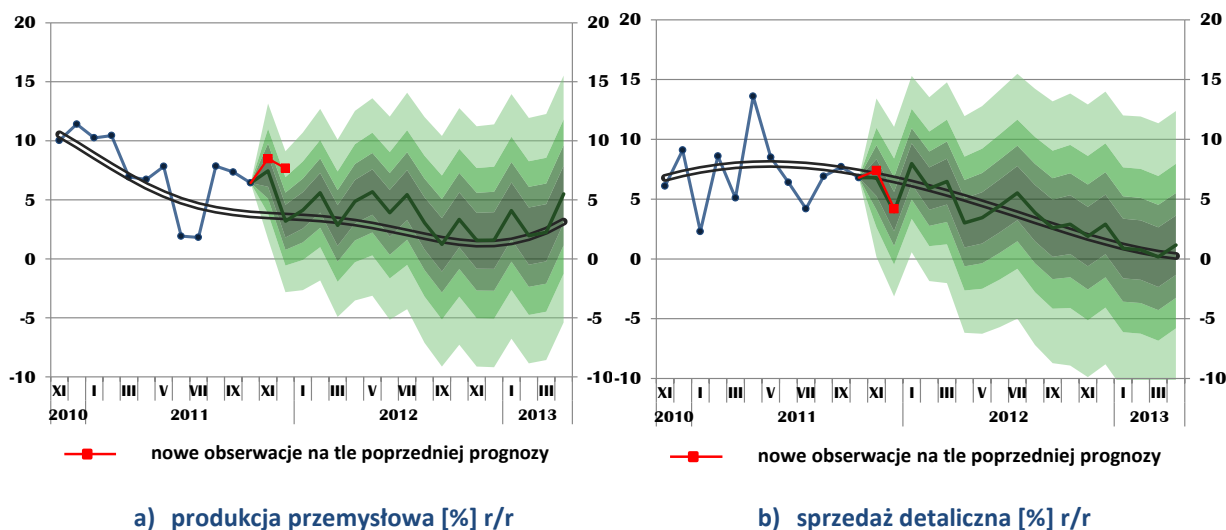 20 20 20 20
15 15 15 15
10 10 10 10
5 5 5 5
0 0 0 0
-5 -5 -5 -5
-10 -10 -10 -10
XI I III V VII IX XI I III V VII IX XI I III XI I III V VII IX XI I III V VII IX XI I III
2010 2011 2012 2013 2010 2011 2012 2013
nowe obserwacje na tle poprzedniej prognozy nowe obserwacje na tle poprzedniej prognozy
a) produkcja przemysłowa [%] r/r b) sprzedaż detaliczna [%] r/r